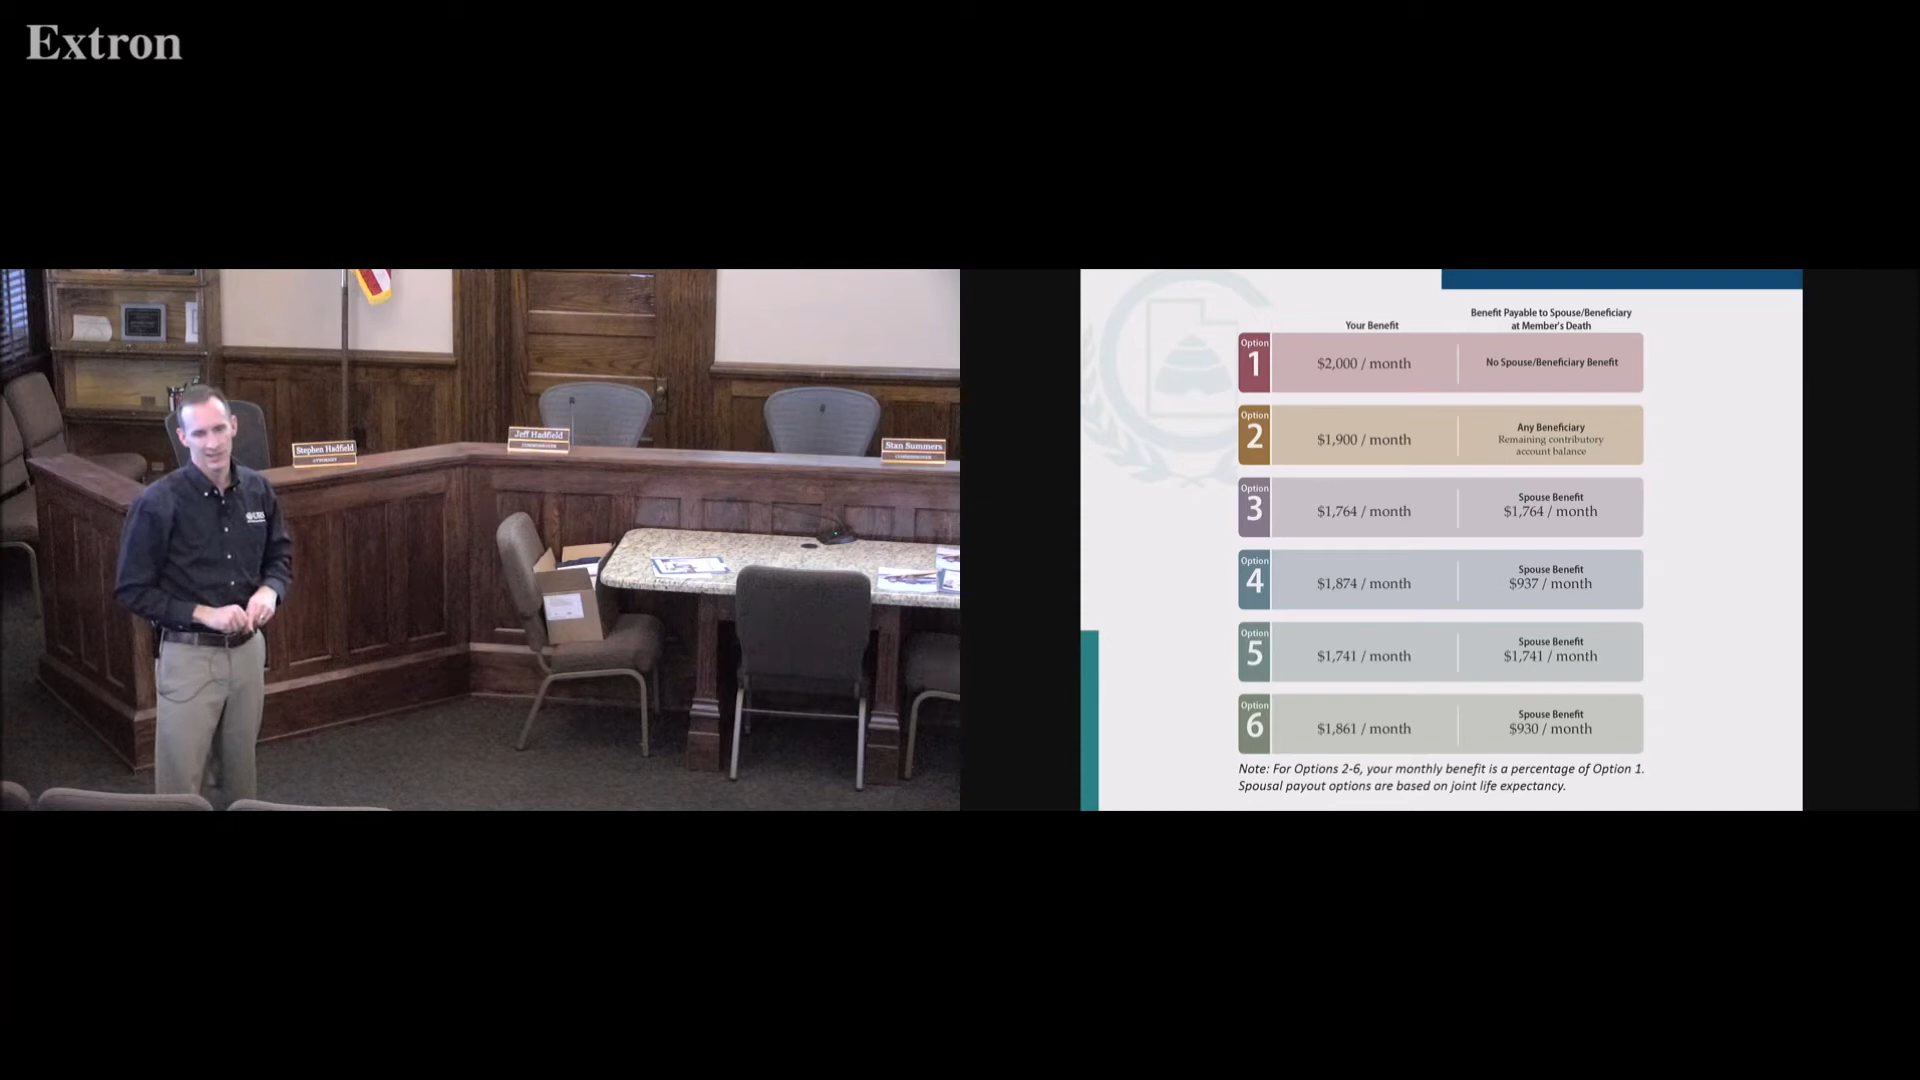 Extron
Stephen Hadfield
ATTORNEY
Jeff Hadfield
COMMISSIONER
Stan Summers
COMMISSIONER
URS
Your Benefit
Benefit Payable to Spouse/Beneficiary
at Member's Death
Option
1
$2,000 / month
No Spouse/Beneficiary Benefit
Option
2
$1,900 / month
Any Beneficiary
Remaining contributory
account balance
Option
3
$1,764 / month
Spouse Benefit
$1,764 / month
Option
4
$1,874 / month
Spouse Benefit
$937 / month
Option
5
$1,741 / month
Spouse Benefit
$1,741 / month
Option
6
$1,861 / month
Spouse Benefit
$930 / month
Note: For Options 2-6, your monthly benefit is a percentage of Option 1.
Spousal payout options are based on joint life expectancy.